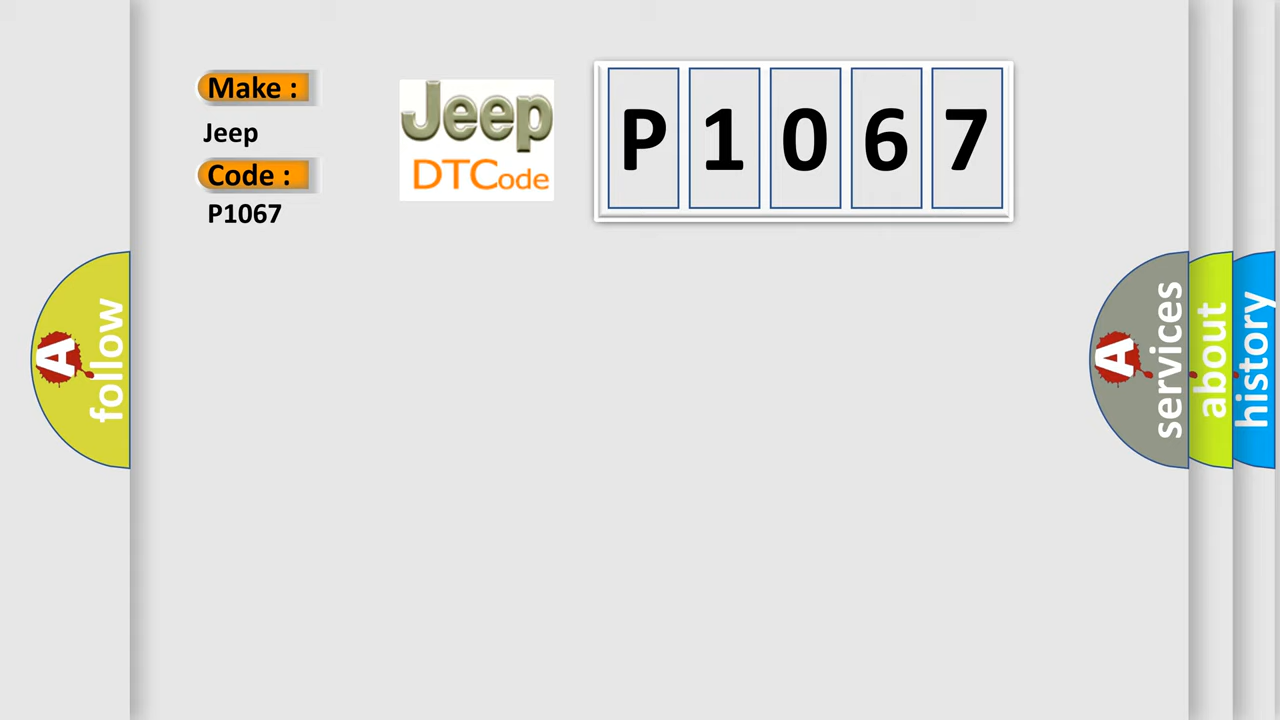 Make :
Jeep
Code :
P1067
Jeep
DTCode
P 1 0 6 7
A follow
A services
about
history